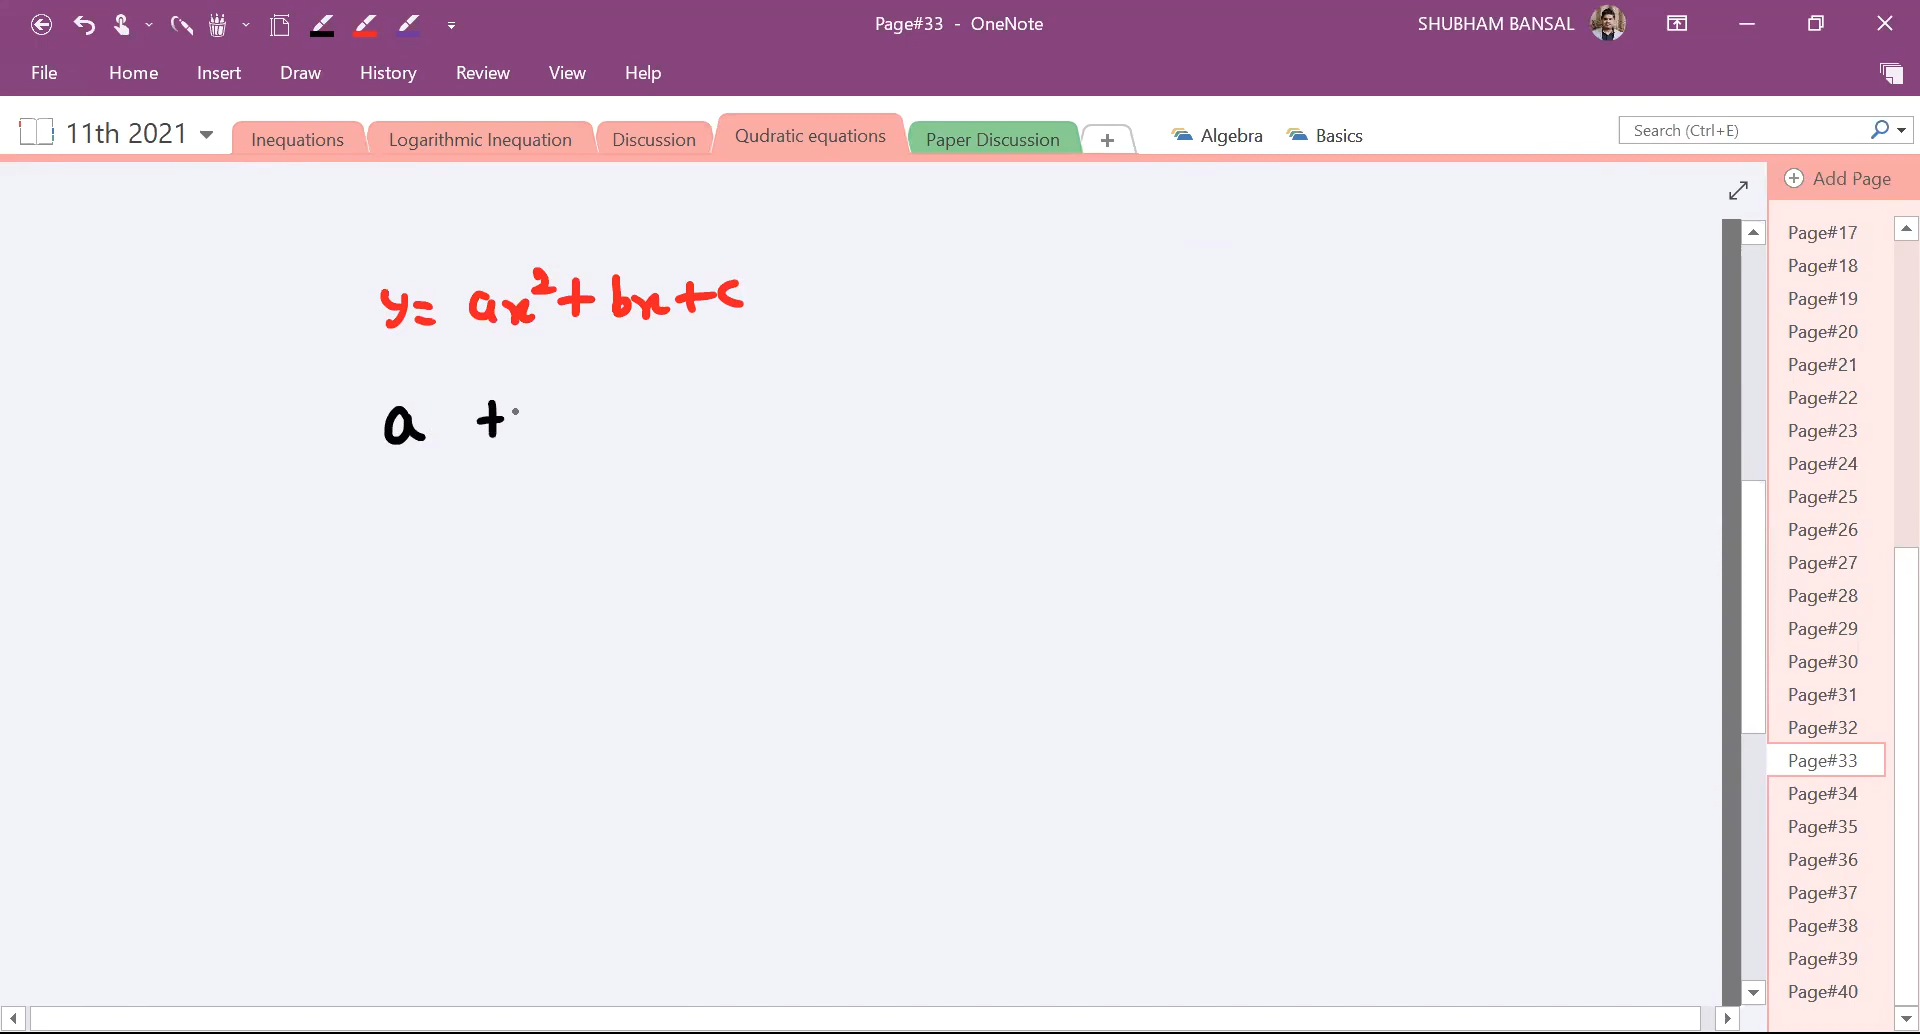 Page#33 - OneNote
SHUBHAM BANSAL
File Home Insert Draw History Review View Help
11th 2021
Inequations
Logarithmic Inequation
Discussion
Qudratic equations
Paper Discussion
+
Algebra
Basics
Search (Ctrl+E)
Add Page
y= ax²+bx+c
a +
Page#17
Page#18
Page#19
Page#20
Page#21
Page#22
Page#23
Page#24
Page#25
Page#26
Page#27
Page#28
Page#29
Page#30
Page#31
Page#32
Page#33
Page#34
Page#35
Page#36
Page#37
Page#38
Page#39
Page#40